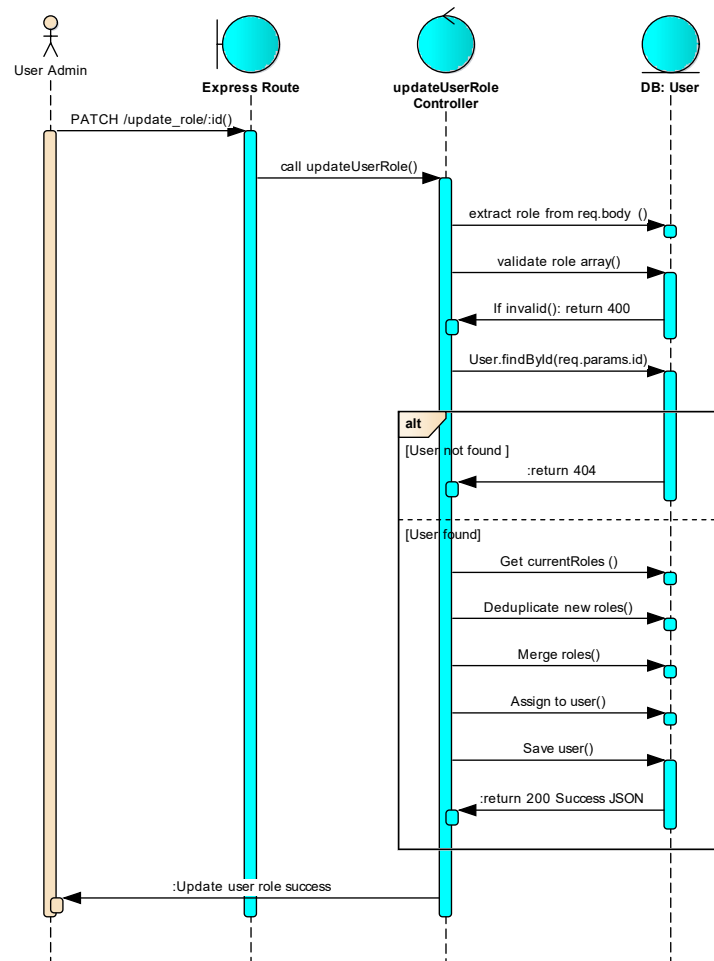 User Admin
Express Route
updateUserRole
Controller
DB: User
PATCH /update_role/:id()
call updateUserRole()
extract role from req.body ()
validate role array()
If invalid(): return 400
User.findById(req.params.id)
alt
[User not found ]
:return 404
[User found]
Get currentRoles ()
Deduplicate new roles()
Merge roles()
Assign to user()
Save user()
:return 200 Success JSON
:Update user role success